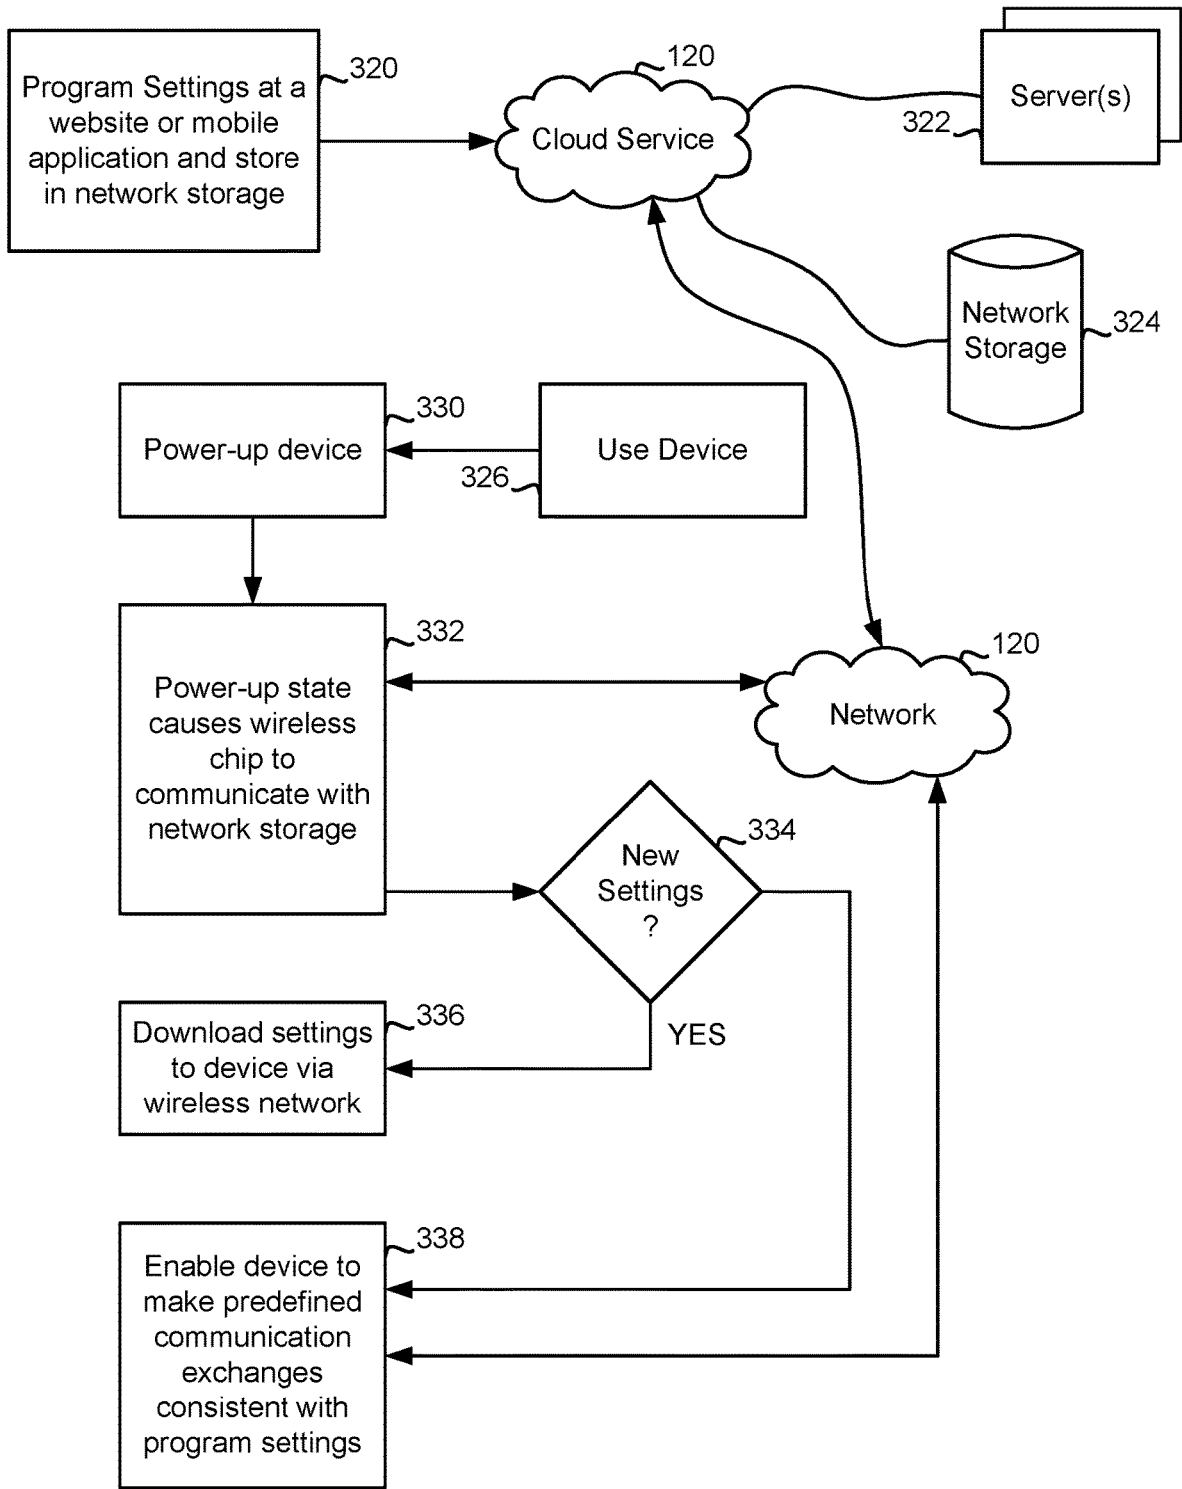 320
Program Settings at a
website or mobile
application and store
in network storage
120
Cloud Service
Server(s)
322
Network
Storage
324
330
Power-up device
Use Device
326
332
Power-up state
causes wireless
chip to
communicate with
network storage
120
Network
334
New
Settings
?
YES
336
Download settings
to device via
wireless network
338
Enable device to
make predefined
communication
exchanges
consistent with
program settings